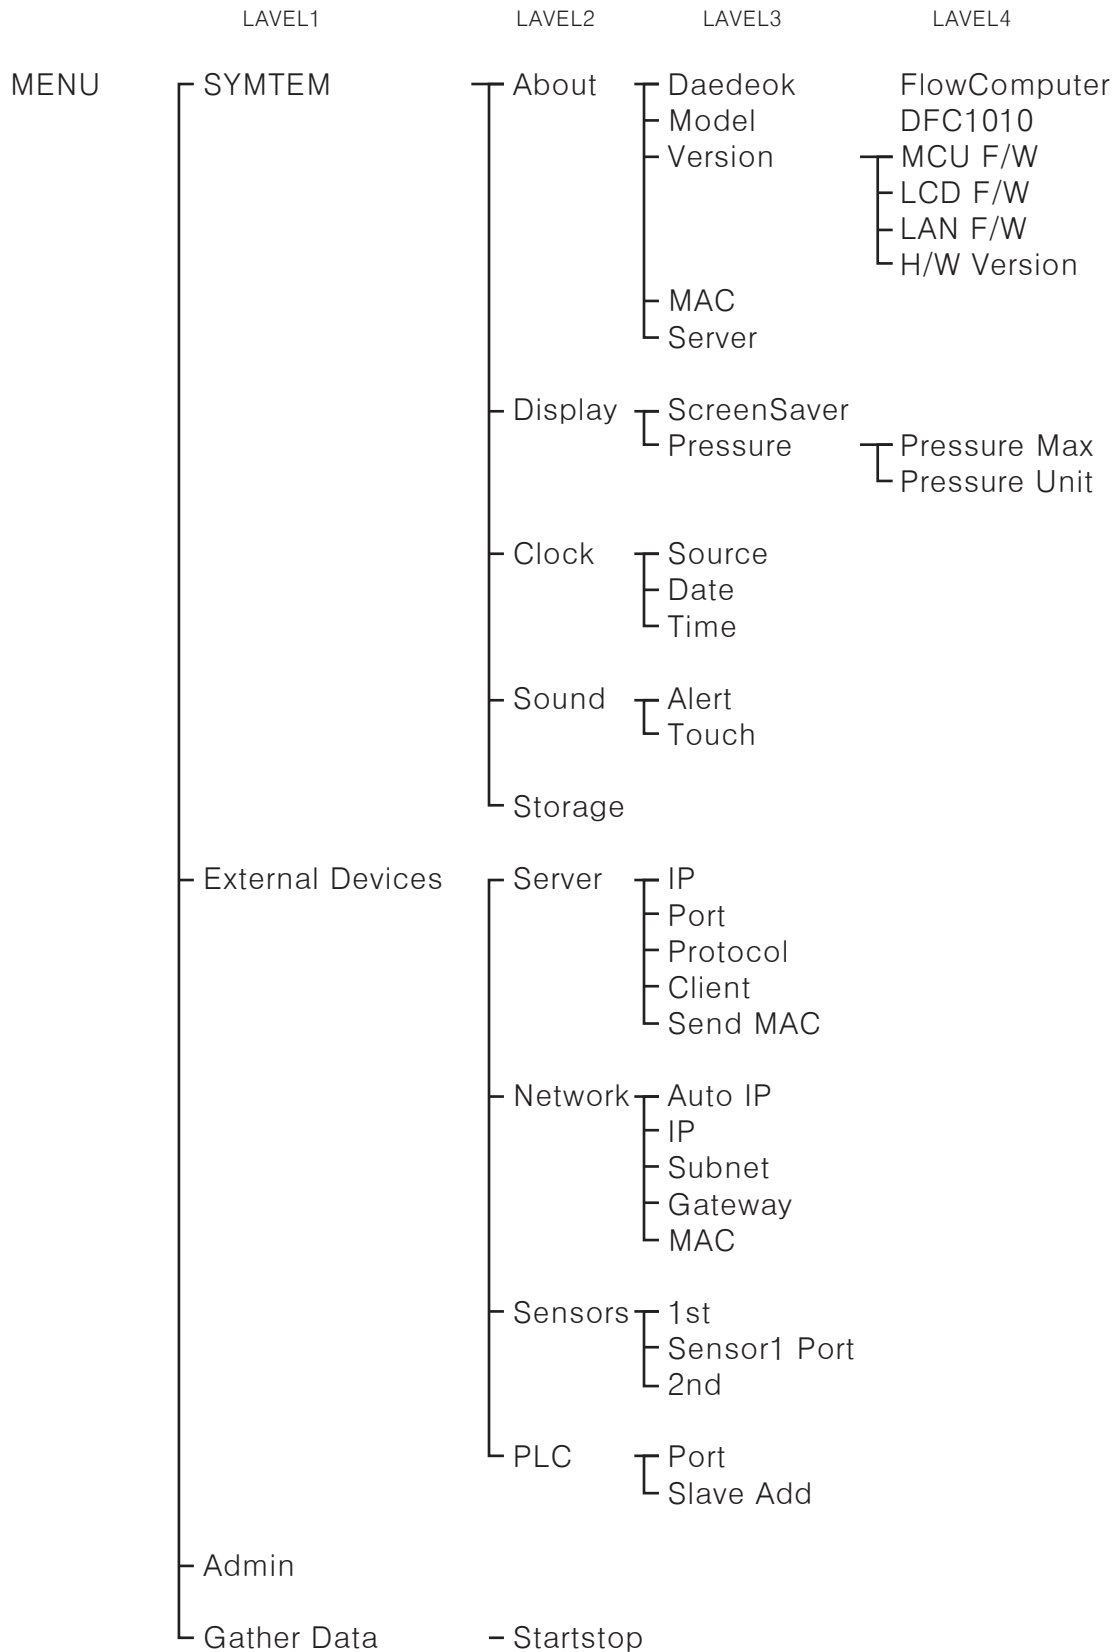 LAVEL1 LAVEL2 LAVEL3 LAVEL4
MENU SYMTEM About Daedeok FlowComputer
Model DFC1010
Version MCU F/W
LCD F/W
LAN F/W
H/W Version
MAC
Server
Display ScreenSaver
Pressure Pressure Max
Pressure Unit
Clock Source
Date
Time
Sound Alert
Touch
Storage
External Devices Server IP
Port
Protocol
Client
Send MAC
Network Auto IP
IP
Subnet
Gateway
MAC
Sensors 1st
Sensor1 Port
2nd
PLC Port
Slave Add
Admin
Gather Data Startstop